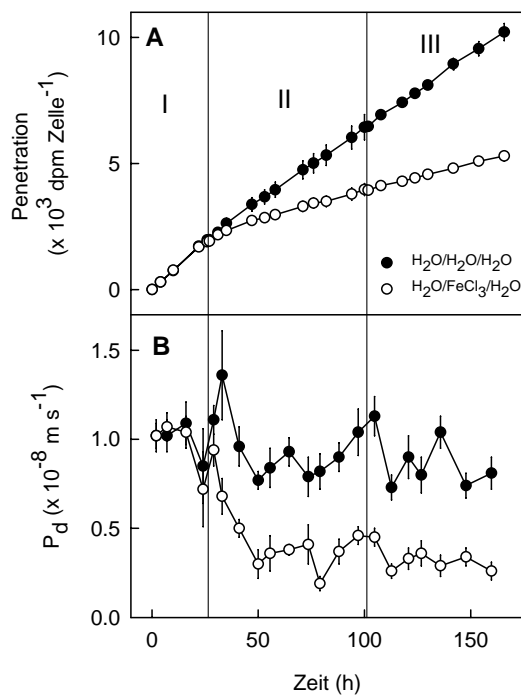 A
I
II
III
Penetration
(x 10³ dpm Zelle⁻¹)
10
5
0
H₂O/H₂O/H₂O
H₂O/FeCl₃/H₂O
B
P_d (x 10⁻⁸ m s⁻¹)
1.5
1.0
0.5
0.0
0 50 100 150
Zeit (h)